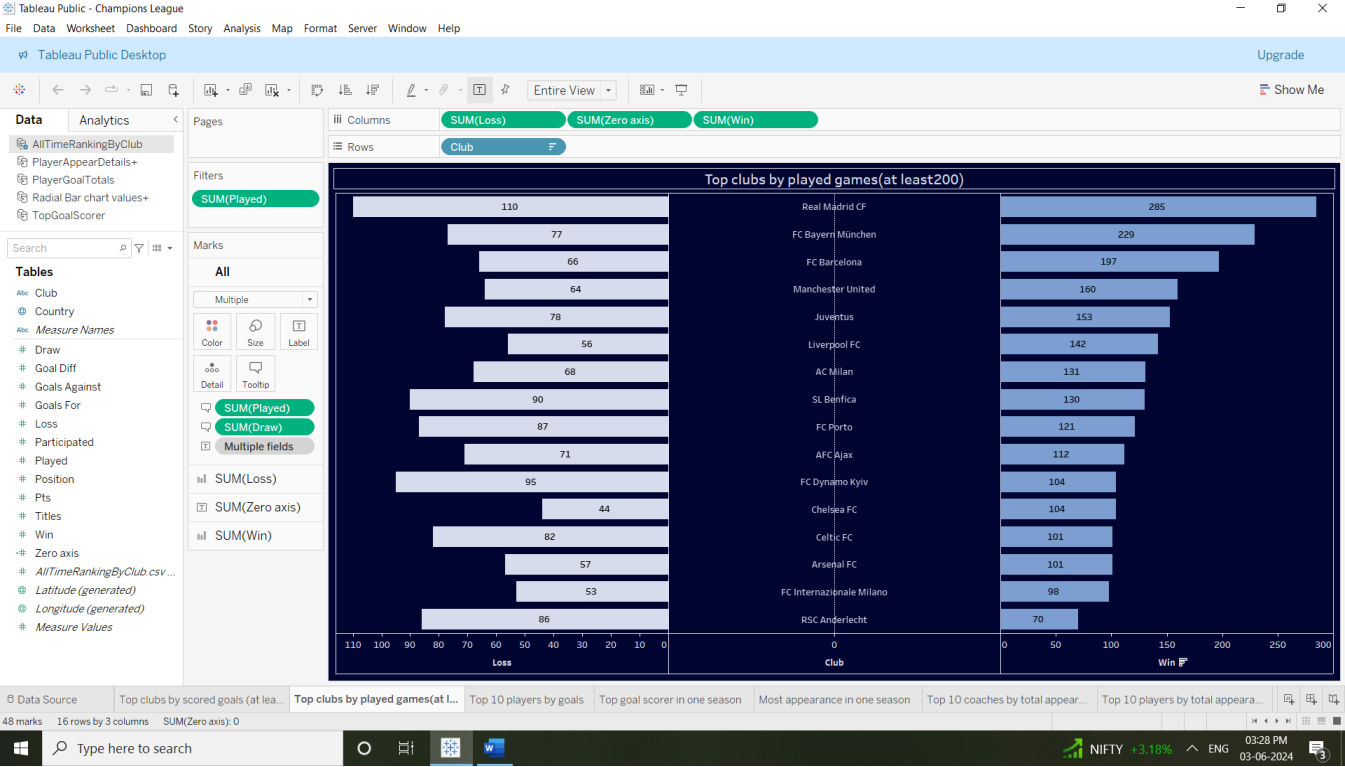 Tableau Public - Champions League
File Data Worksheet Dashboard Story Analysis Map Format Server Window Help
Tableau Public Desktop Upgrade
Entire View Show Me
Data Analytics
AllTimeRankingByClub
PlayerAppearDetails+
PlayerGoalTotals
Radial Bar chart values+
TopGoalScorer
Search
Tables
Abc Club
Country
Abc Measure Names
# Draw
# Goal Diff
# Goals Against
# Goals For
# Loss
# Participated
# Played
# Position
# Pts
# Titles
# Win
=# Zero axis
# AllTimeRankingByClub.csv ...
Latitude (generated)
Longitude (generated)
# Measure Values
Pages
Filters
SUM(Played)
Marks
All
Multiple
Color Size Label
Detail Tooltip
SUM(Played)
SUM(Draw)
Multiple fields
SUM(Loss)
SUM(Zero axis)
SUM(Win)
Columns SUM(Loss) SUM(Zero axis) SUM(Win)
Rows Club
Top clubs by played games(at least200)
110 Real Madrid CF 285
77 FC Bayern München 229
66 FC Barcelona 197
64 Manchester United 160
78 Juventus 153
56 Liverpool FC 142
68 AC Milan 131
90 SL Benfica 130
87 FC Porto 121
71 AFC Ajax 112
95 FC Dynamo Kyiv 104
44 Chelsea FC 104
82 Celtic FC 101
57 Arsenal FC 101
53 FC Internazionale Milano 98
86 RSC Anderlecht 70
110 100 90 80 70 60 50 40 30 20 10 0 0 0 50 100 150 200 250 300
Loss Club Win
Data Source Top clubs by scored goals (at lea... Top clubs by played games(at l... Top 10 players by goals Top goal scorer in one season Most appearance in one season Top 10 coaches by total appear... Top 10 players by total appeara...
48 marks 16 rows by 3 columns SUM(Zero axis): 0
Type here to search W NIFTY +3.18% ENG 03:28 PM
03-06-2024 3